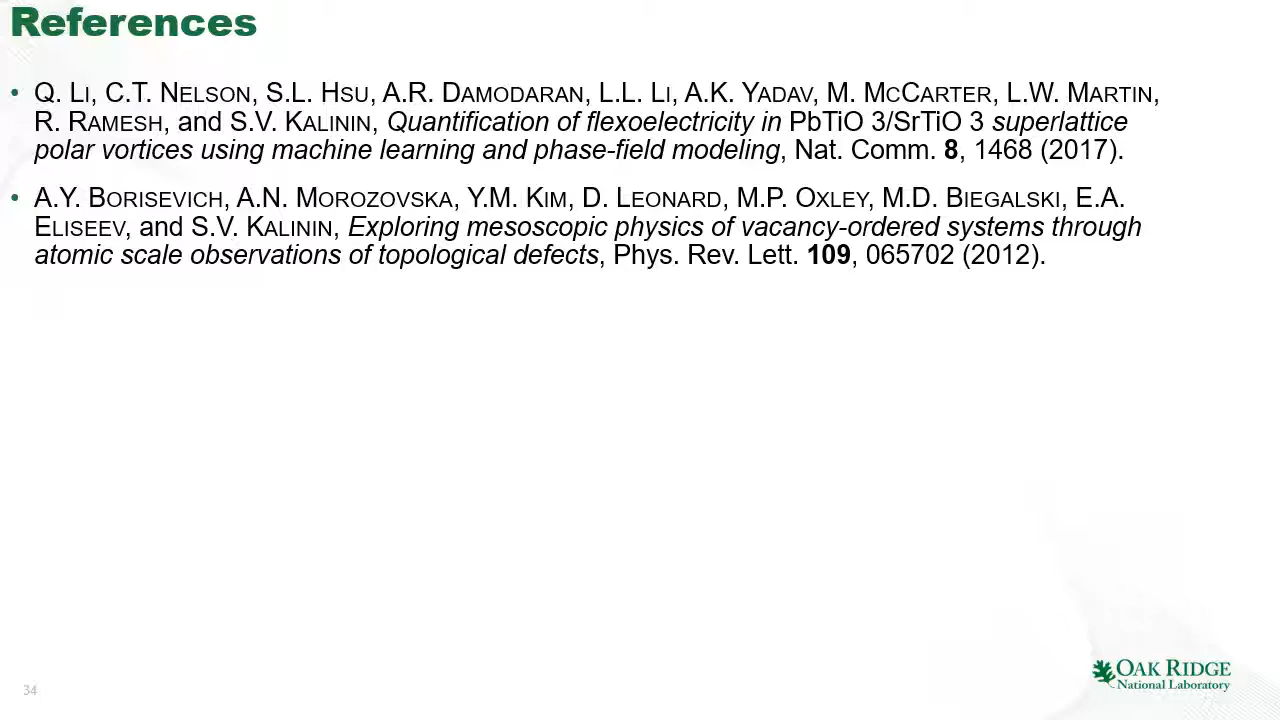 References
• Q. LI, C.T. NELSON, S.L. HSU, A.R. DAMODARAN, L.L. LI, A.K. YADAV, M. MCCARTER, L.W. MARTIN,
R. RAMESH, and S.V. KALININ, Quantification of flexoelectricity in PbTiO 3/SrTiO 3 superlattice
polar vortices using machine learning and phase-field modeling, Nat. Comm. 8, 1468 (2017).
• A.Y. BORISEVICH, A.N. MOROZOVSKA, Y.M. KIM, D. LEONARD, M.P. OXLEY, M.D. BIEGALSKI, E.A.
ELISEEV, and S.V. KALININ, Exploring mesoscopic physics of vacancy-ordered systems through
atomic scale observations of topological defects, Phys. Rev. Lett. 109, 065702 (2012).
34
OAK RIDGE
National Laboratory